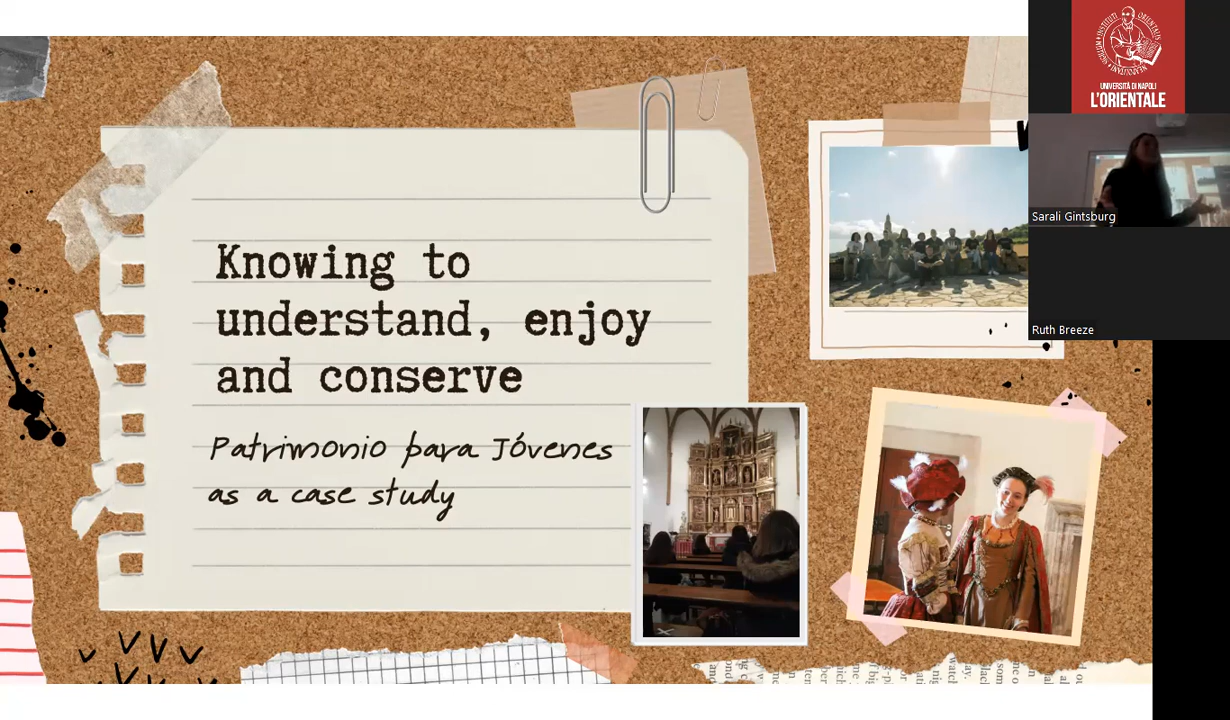 Knowing to
understand, enjoy
and conserve
Patrimonio para Jóvenes
as a case study
UNIVERSITÀ DI NAPOLI
L'ORIENTALE
Sarali Gintsburg
Ruth Breeze